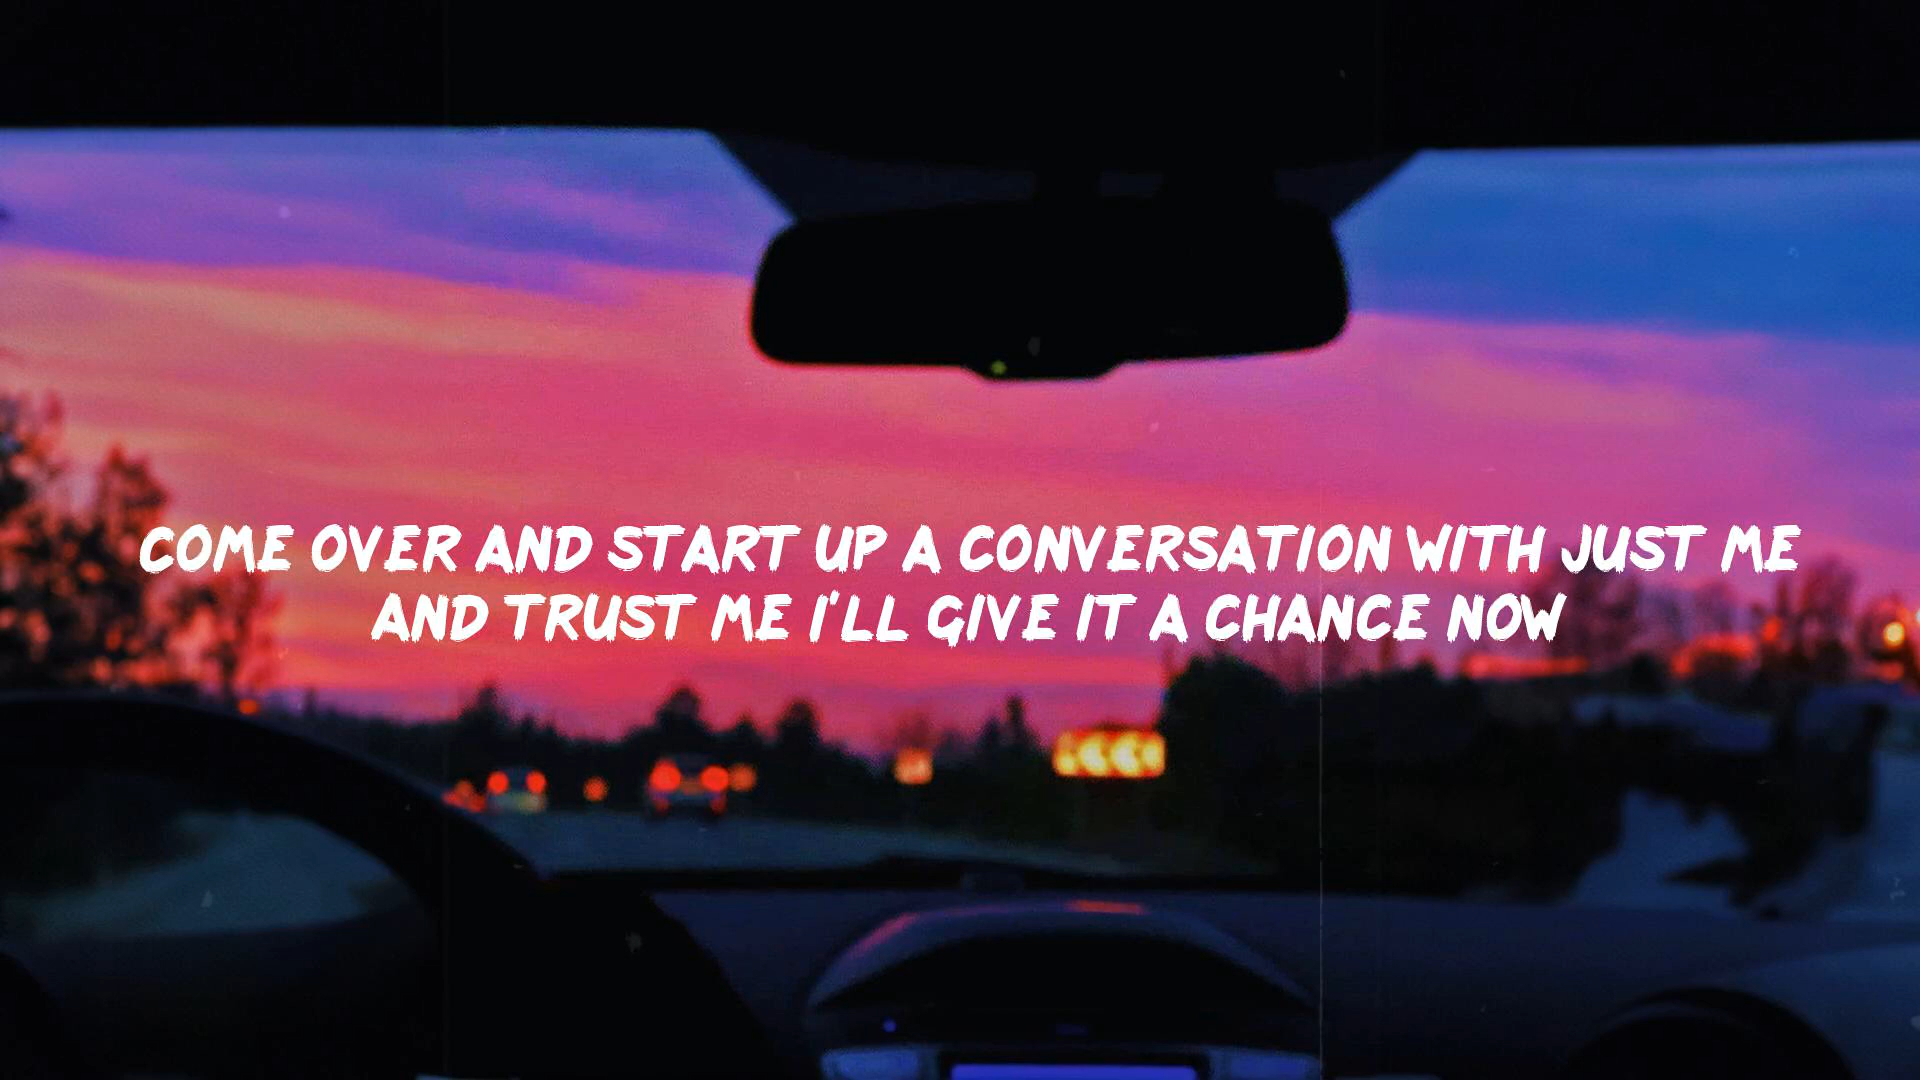 COME OVER AND START UP A CONVERSATION WITH JUST ME
AND TRUST ME I'LL GIVE IT A CHANCE NOW